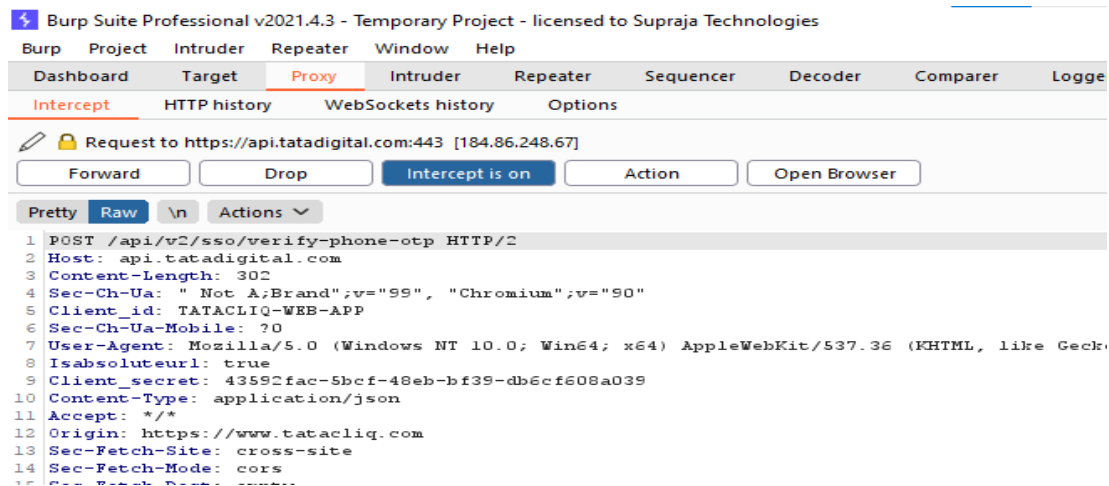 Burp Suite Professional v2021.4.3 - Temporary Project - licensed to Supraja Technologies
Burp Project Intruder Repeater Window Help
Dashboard Target Proxy Intruder Repeater Sequencer Decoder Comparer Logge
Intercept HTTP history WebSockets history Options
Request to https://api.tatadigital.com:443 [184.86.248.67]
Forward Drop Intercept is on Action Open Browser
Pretty Raw \n Actions
1 POST /api/v2/sso/verify-phone-otp HTTP/2
2 Host: api.tatadigital.com
3 Content-Length: 302
4 Sec-Ch-Ua: " Not A;Brand";v="99", "Chromium";v="90"
5 Client_id: TATACLIQ-WEB-APP
6 Sec-Ch-Ua-Mobile: ?0
7 User-Agent: Mozilla/5.0 (Windows NT 10.0; Win64; x64) AppleWebKit/537.36 (KHTML, like Geck
8 Isabsoluteurl: true
9 Client_secret: 43592fac-5bcf-48eb-bf39-db6cf608a039
10 Content-Type: application/json
11 Accept: */*
12 Origin: https://www.tatacliq.com
13 Sec-Fetch-Site: cross-site
14 Sec-Fetch-Mode: cors
15 Sec-Fetch-Dest: empty